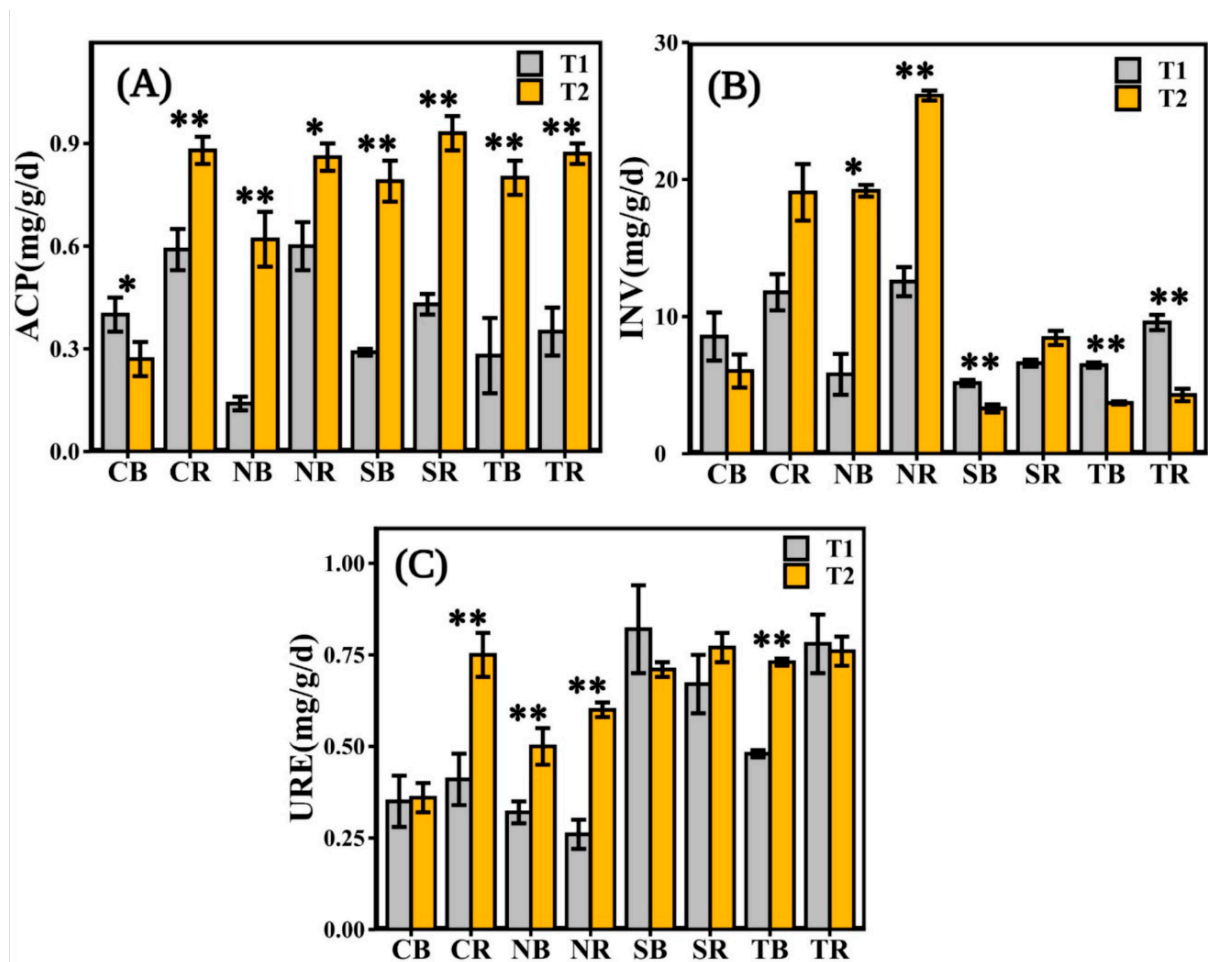 (A)
T1
T2
ACP(mg/g/d)
0.9
0.6
0.3
0.0
*
**
**
*
**
**
**
**
CB CR NB NR SB SR TB TR
(B)
T1
T2
INV(mg/g/d)
30
20
10
0
*
**
**
**
**
CB CR NB NR SB SR TB TR
(C)
T1
T2
URE(mg/g/d)
1.00
0.75
0.50
0.25
0.00
**
**
**
**
CB CR NB NR SB SR TB TR